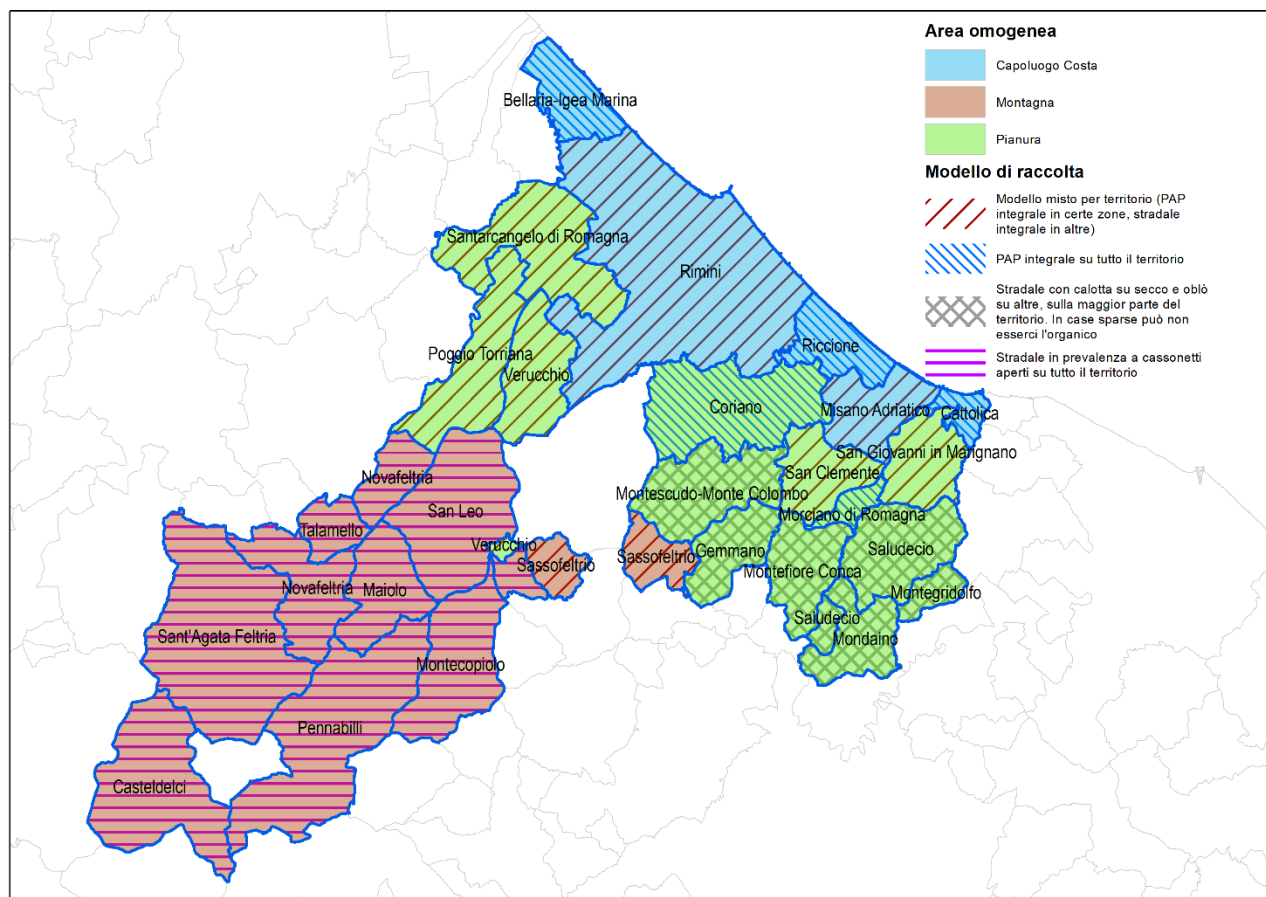 Area omogenea
Capoluogo Costa
Montagna
Pianura
Modello di raccolta
Modello misto per territorio (PAP
integrale in certe zone, stradale
integrale in altre)
PAP integrale su tutto il territorio
Stradale con calotta su secco e oblò
su altre, sulla maggior parte del
territorio. In case sparse può non
esserci l'organico
Stradale in prevalenza a cassonetti
aperti su tutto il territorio
Bellaria-Igea Marina
Santarcangelo di Romagna
Rimini
Poggio Torriana
Verucchio
Riccione
Coriano
Misano Adriatico
Cattolica
San Giovanni in Marignano
San Clemente
Novafeltria
Montescudo-Monte Colombo
San Leo
Morciano di Romagna
Talamello
Verucchio
Sassofeltrio
Sassofeltrio
Gemmano
Saludecio
Montefiore Conca
Novafeltria
Maiolo
Montegridolfo
Saludecio
Sant'Agata Feltria
Mondaino
Montecopiolo
Pennabilli
Casteldelci